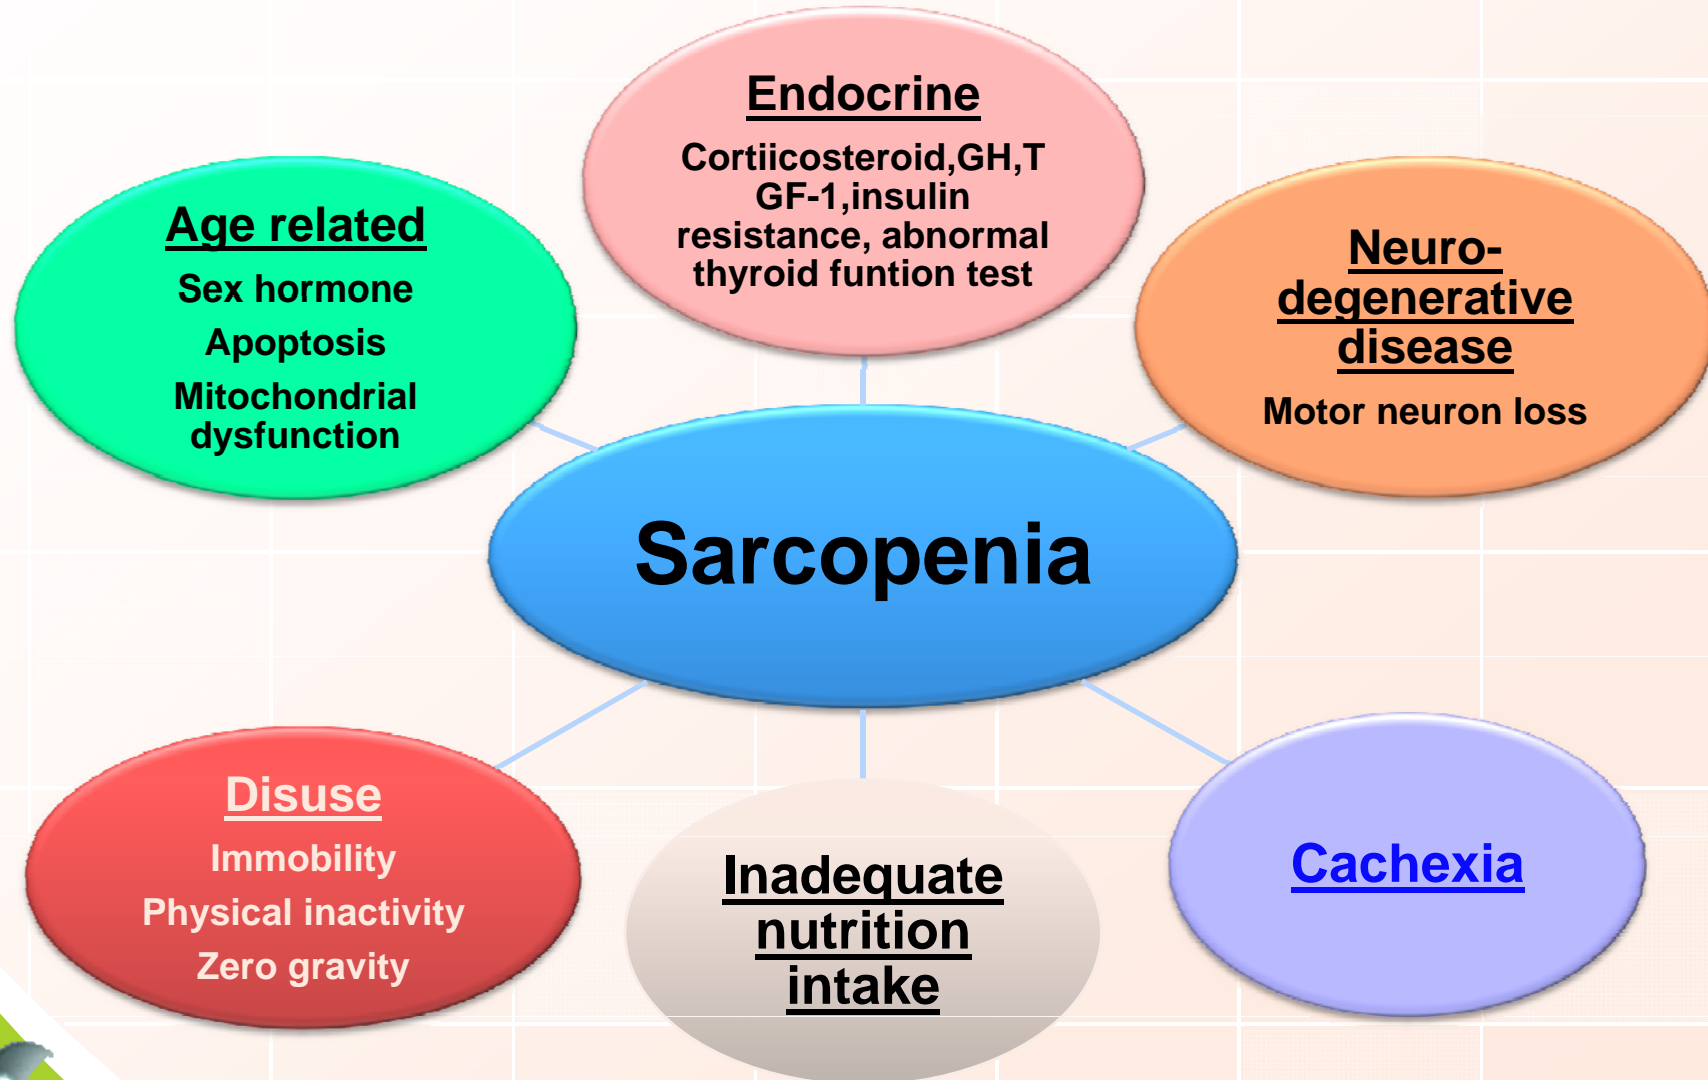 Endocrine
Cortiicosteroid,GH,T
GF-1,insulin
resistance, abnormal
thyroid funtion test
Age related
Sex hormone
Apoptosis
Mitochondrial
dysfunction
Neuro-
degenerative
disease
Motor neuron loss
Sarcopenia
Disuse
Immobility
Physical inactivity
Zero gravity
Inadequate
nutrition
intake
Cachexia